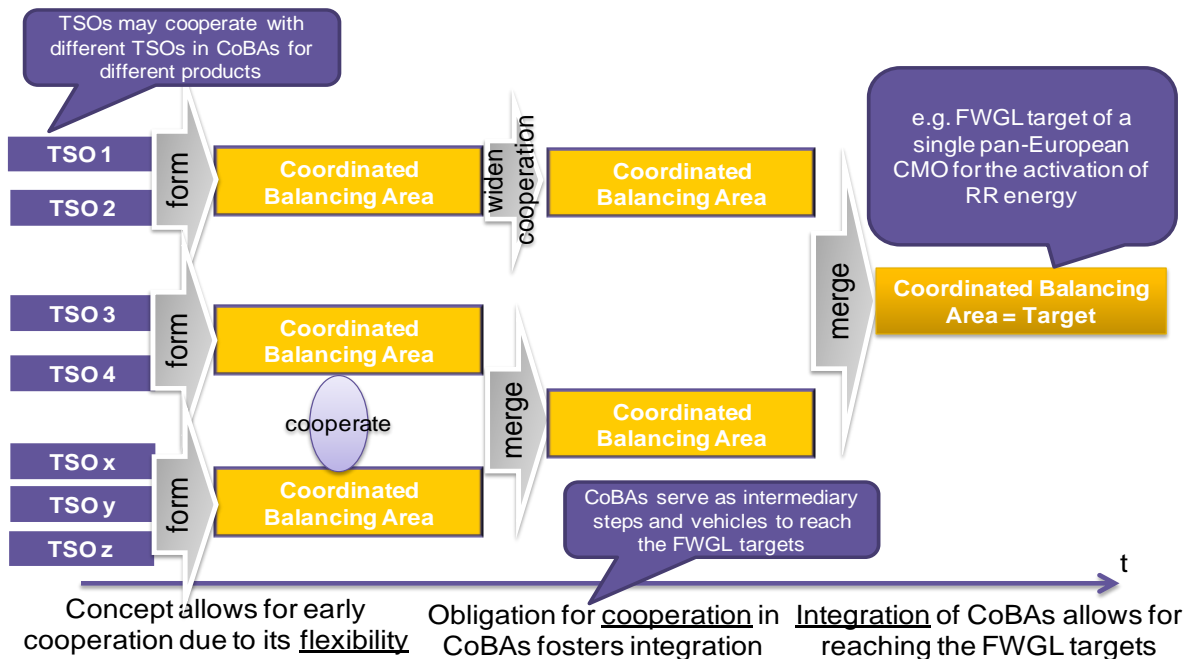 TSOs may cooperate with
different TSOs in CoBAs for
different products
TSO 1
TSO 2
form
Coordinated
Balancing Area
widen
cooperation
Coordinated
Balancing Area
e.g. FWGL target of a
single pan-European
CMO for the activation of
RR energy
TSO 3
TSO 4
form
Coordinated
Balancing Area
cooperate
merge
Coordinated
Balancing Area
merge
Coordinated Balancing
Area = Target
TSO x
TSO y
TSO z
form
Coordinated
Balancing Area
CoBAs serve as intermediary
steps and vehicles to reach
the FWGL targets
t
Concept allows for early
cooperation due to its flexibility
Obligation for cooperation in
CoBAs fosters integration
Integration of CoBAs allows for
reaching the FWGL targets